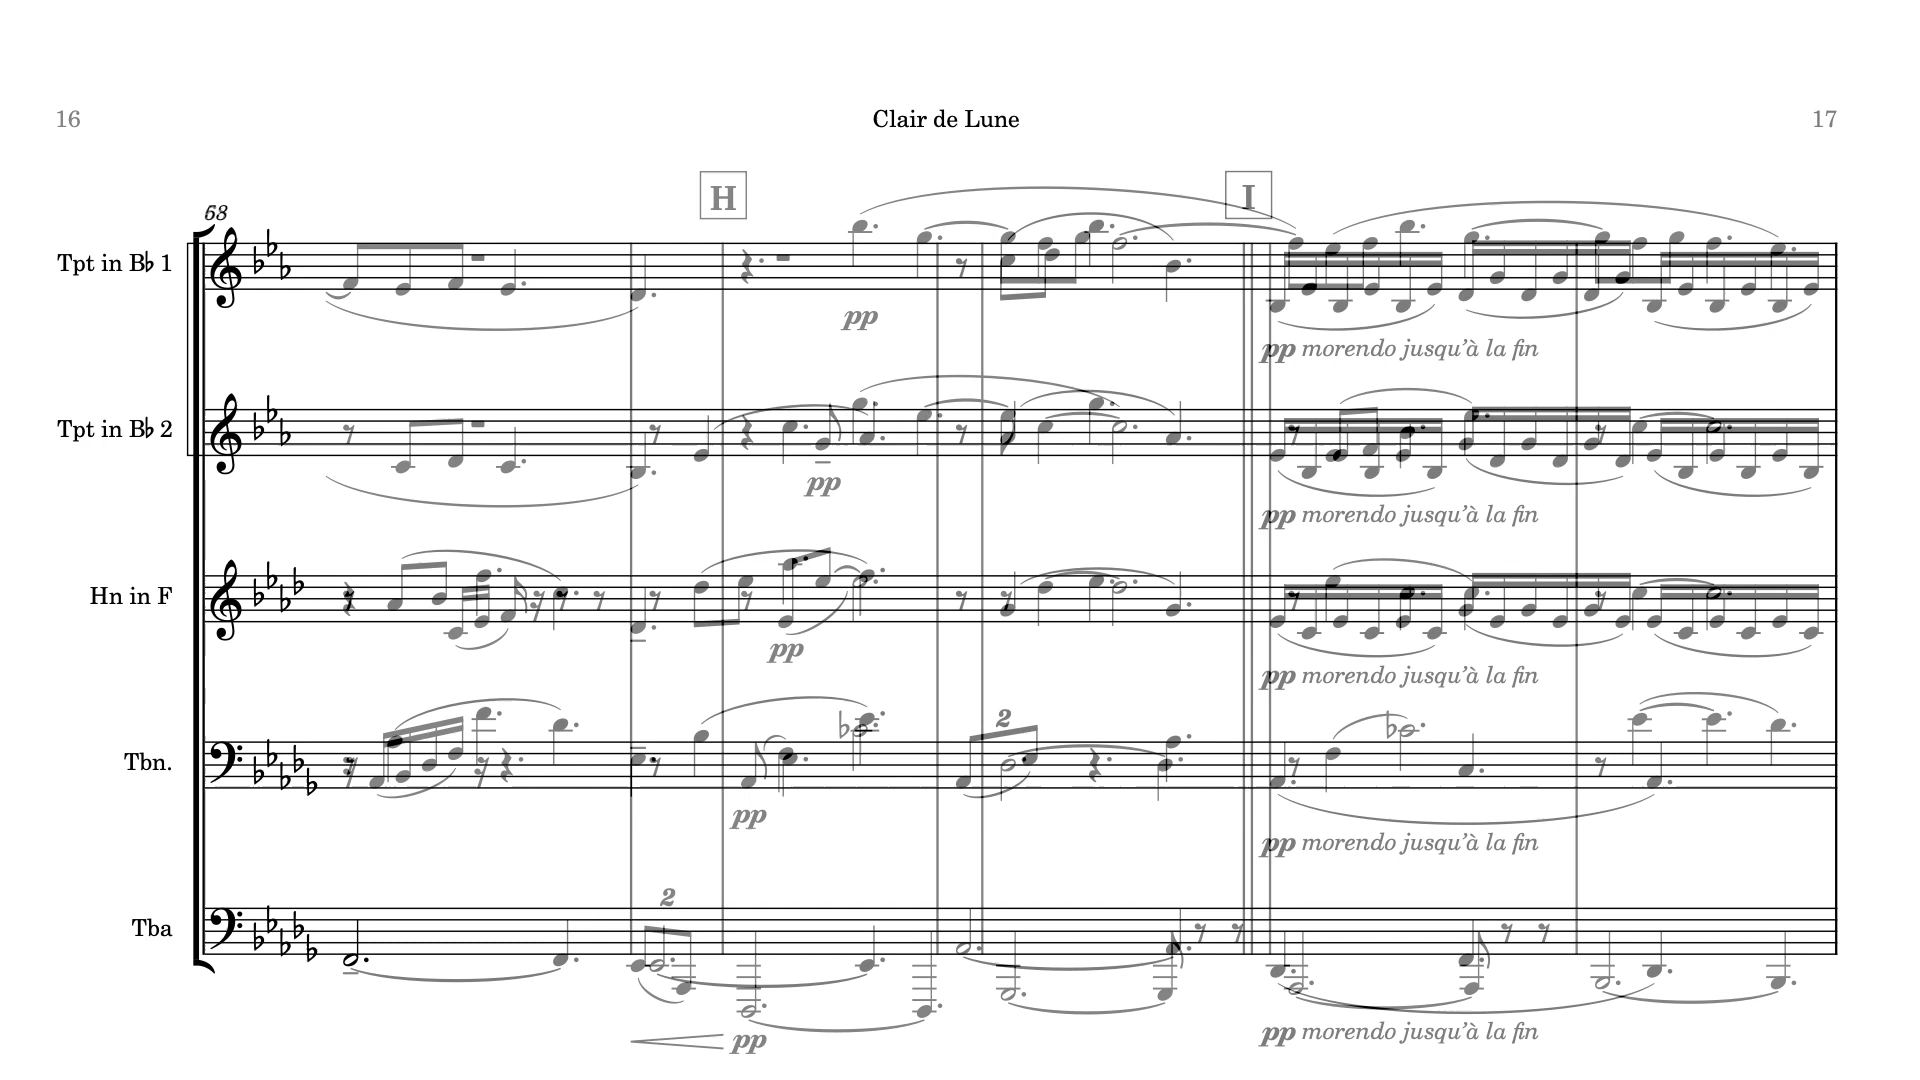 16 Clair de Lune 17
H I
Tpt in B♭ 1
pp
pp morendo jusqu’à la fin
Tpt in B♭ 2
pp
pp morendo jusqu’à la fin
Hn in F
pp
pp morendo jusqu’à la fin
2
Tbn.
pp
pp morendo jusqu’à la fin
2
Tba
pp
pp morendo jusqu’à la fin